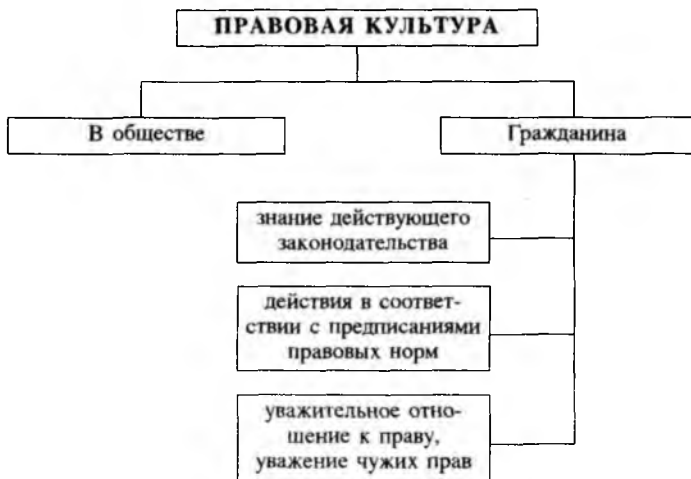 ПРАВОВАЯ КУЛЬТУРА
В обществе
Гражданина
знание действующего
законодательства
действия в соответ-
ствии с предписаниями
правовых норм
уважительное отно-
шение к праву,
уважение чужих прав